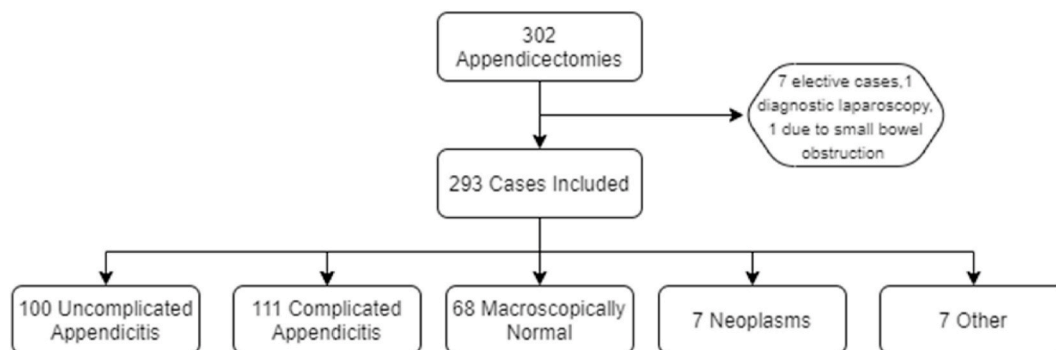 302
Appendicectomies
7 elective cases,1
diagnostic laparoscopy,
1 due to small bowel
obstruction
293 Cases Included
100 Uncomplicated
Appendicitis
111 Complicated
Appendicitis
68 Macroscopically
Normal
7 Neoplasms
7 Other